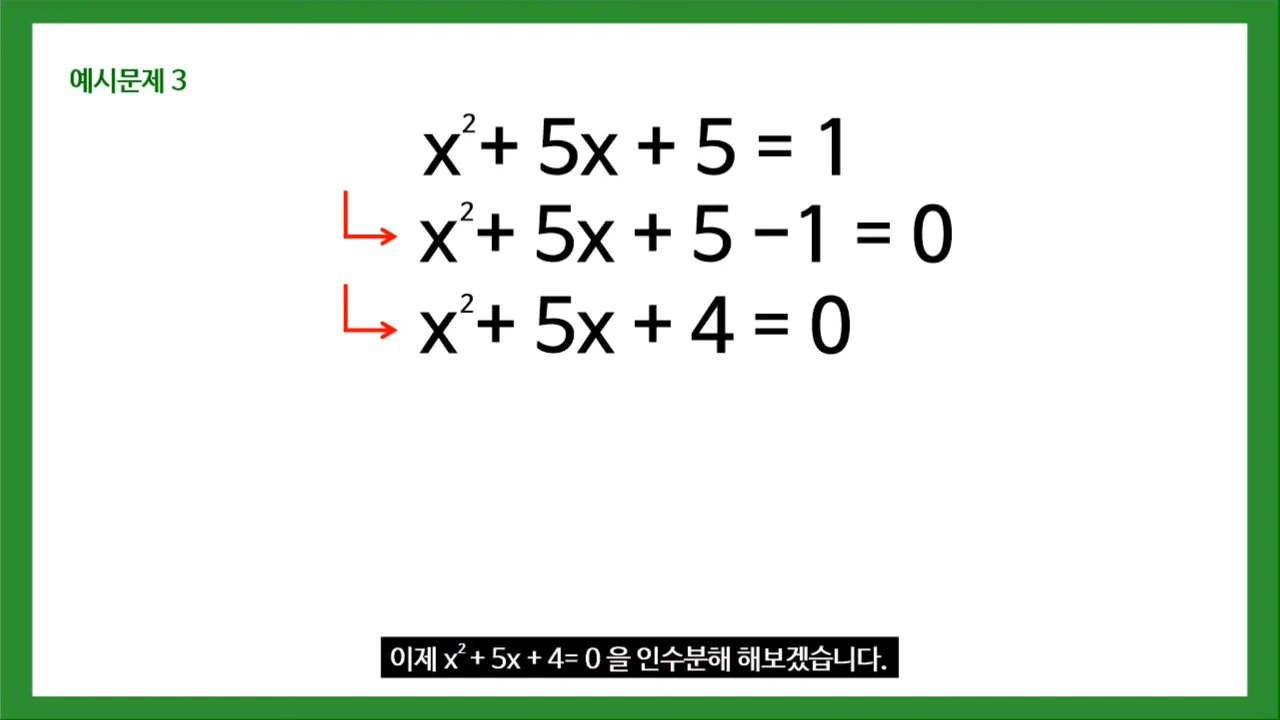 예시문제 3
x² + 5x + 5 = 1
x² + 5x + 5 − 1 = 0
x² + 5x + 4 = 0
이제 x² + 5x + 4= 0 을 인수분해 해보겠습니다.